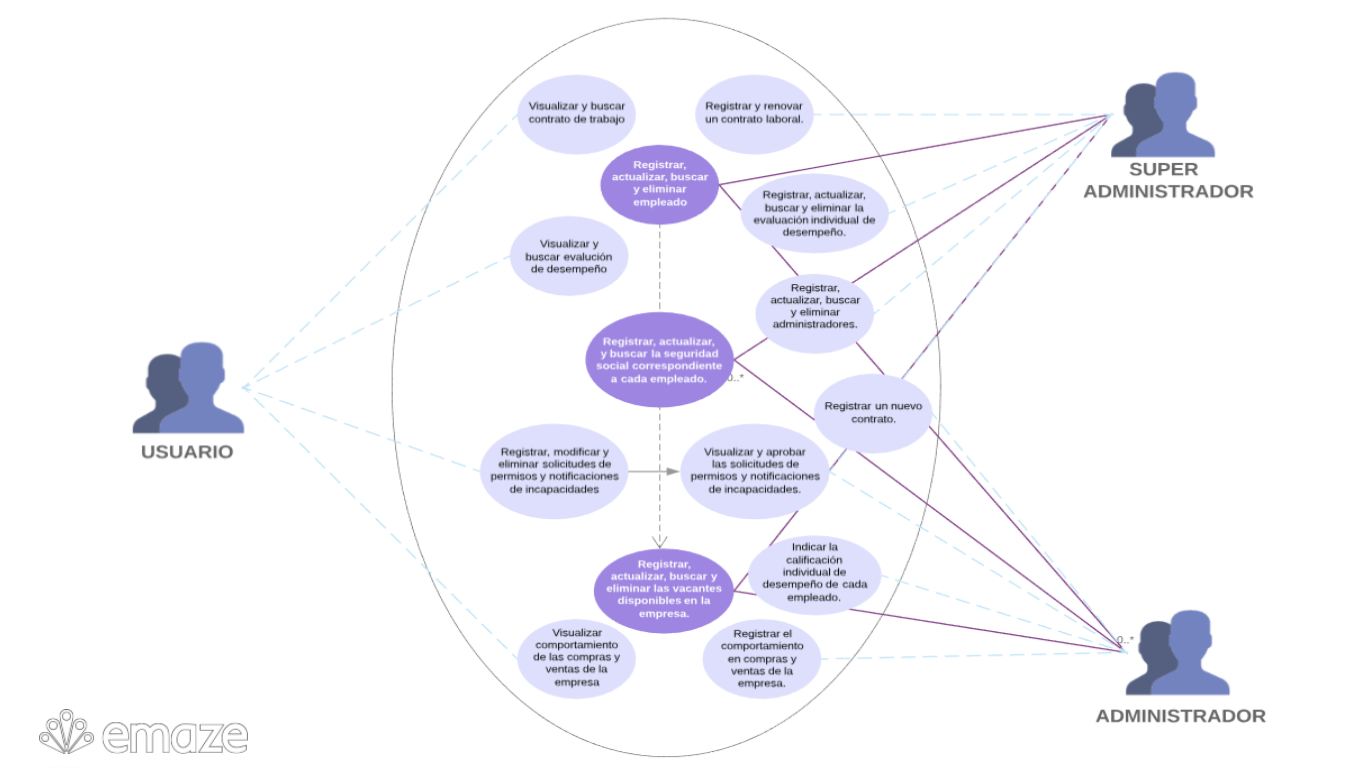 Visualizar y buscar
contrato de trabajo
Registrar y renovar
un contrato laboral.
Registrar,
actualizar, buscar
y eliminar
empleado
Registrar, actualizar,
buscar y eliminar la
evaluación individual de
desempeño.
SUPER
ADMINISTRADOR
Visualizar y
buscar evalución
de desempeño
Registrar,
actualizar, buscar
y eliminar
administradores.
Registrar, actualizar,
y buscar la seguridad
social correspondiente
a cada empleado.
0..*
Registrar un nuevo
contrato.
USUARIO
Registrar, modificar y
eliminar solicitudes de
permisos y notificaciones
de incapacidades
Visualizar y aprobar
las solicitudes de
permisos y notificaciones
de incapacidades.
Registrar,
actualizar, buscar y
eliminar las vacantes
disponibles en la
empresa.
Indicar la
calificación
individual de
desempeño de cada
empleado.
Visualizar
comportamiento
de las compras y
ventas de la
empresa
Registrar el
comportamiento
en compras y
ventas de la
empresa.
0..*
ADMINISTRADOR
emaze